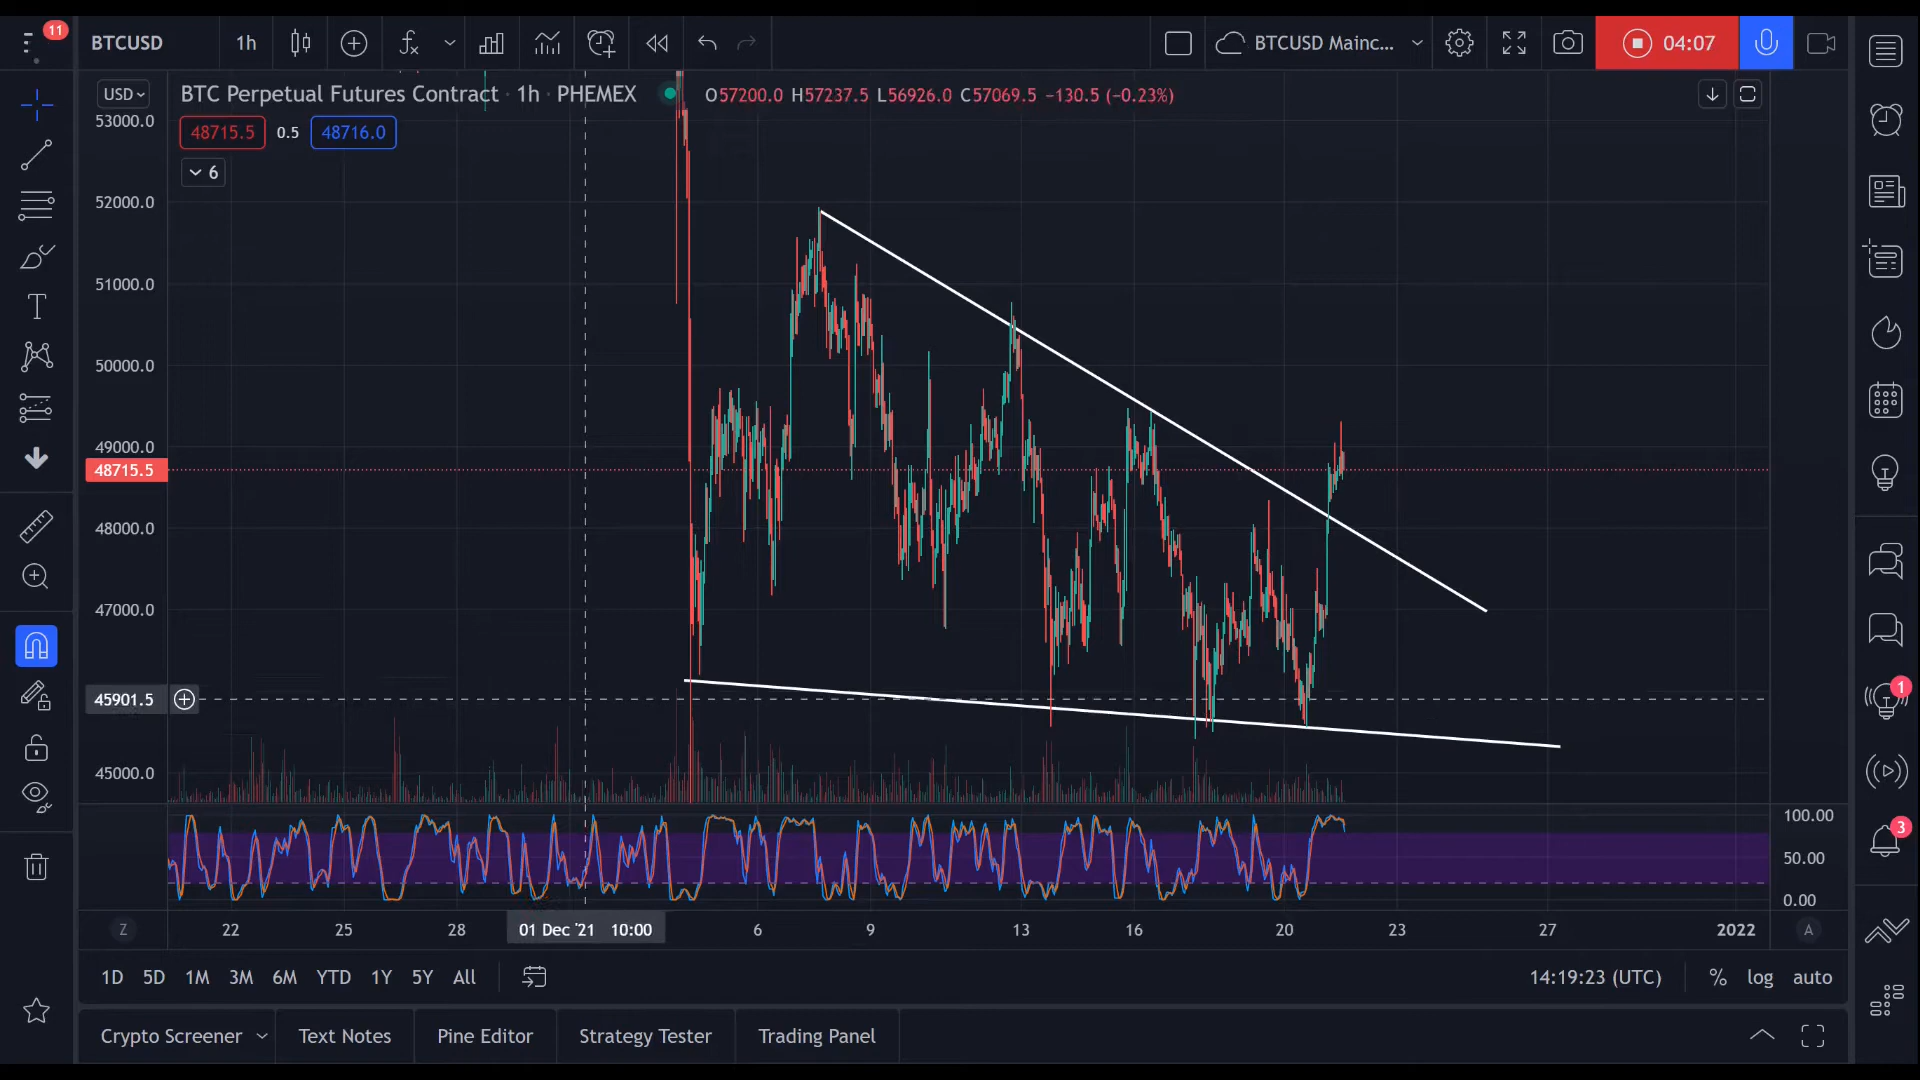 11
BTCUSD 1h BTCUSD Mainc... 04:07
USD BTC Perpetual Futures Contract · 1h · PHEMEX O57200.0 H57237.5 L56926.0 C57069.5 −130.5 (−0.23%)
53000.0
48715.5 0.5 48716.0
6
52000.0
51000.0
50000.0
49000.0
48715.5
48000.0
47000.0
45901.5
45000.0
100.00
50.00
0.00
Z 22 25 28 01 Dec '21 10:00 6 9 13 16 20 23 27 2022 A
1D 5D 1M 3M 6M YTD 1Y 5Y All 14:19:23 (UTC) % log auto
Crypto Screener Text Notes Pine Editor Strategy Tester Trading Panel
1
3